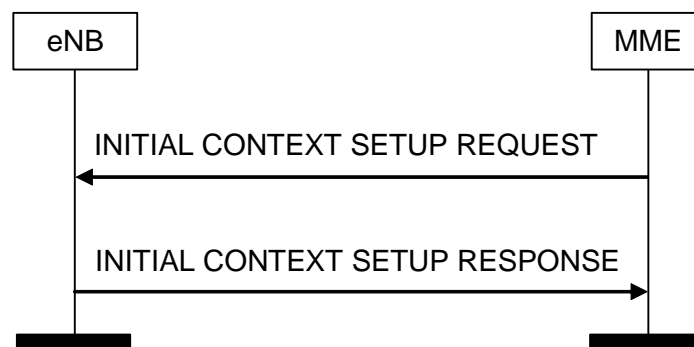 eNB
MME
INITIAL CONTEXT SETUP REQUEST
INITIAL CONTEXT SETUP RESPONSE